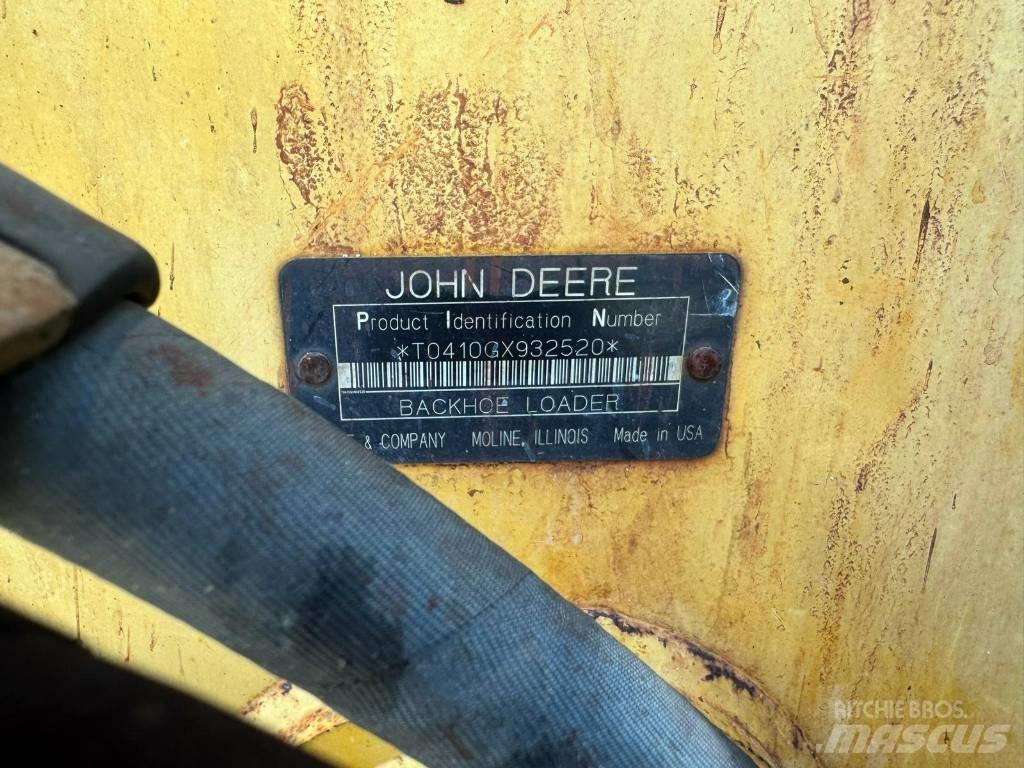 JOHN DEERE
Product Identification Number
*T0410GX932520*
BACKHOE LOADER
& COMPANY MOLINE, ILLINOIS Made in USA
RITCHIE BROS.
MASCUS